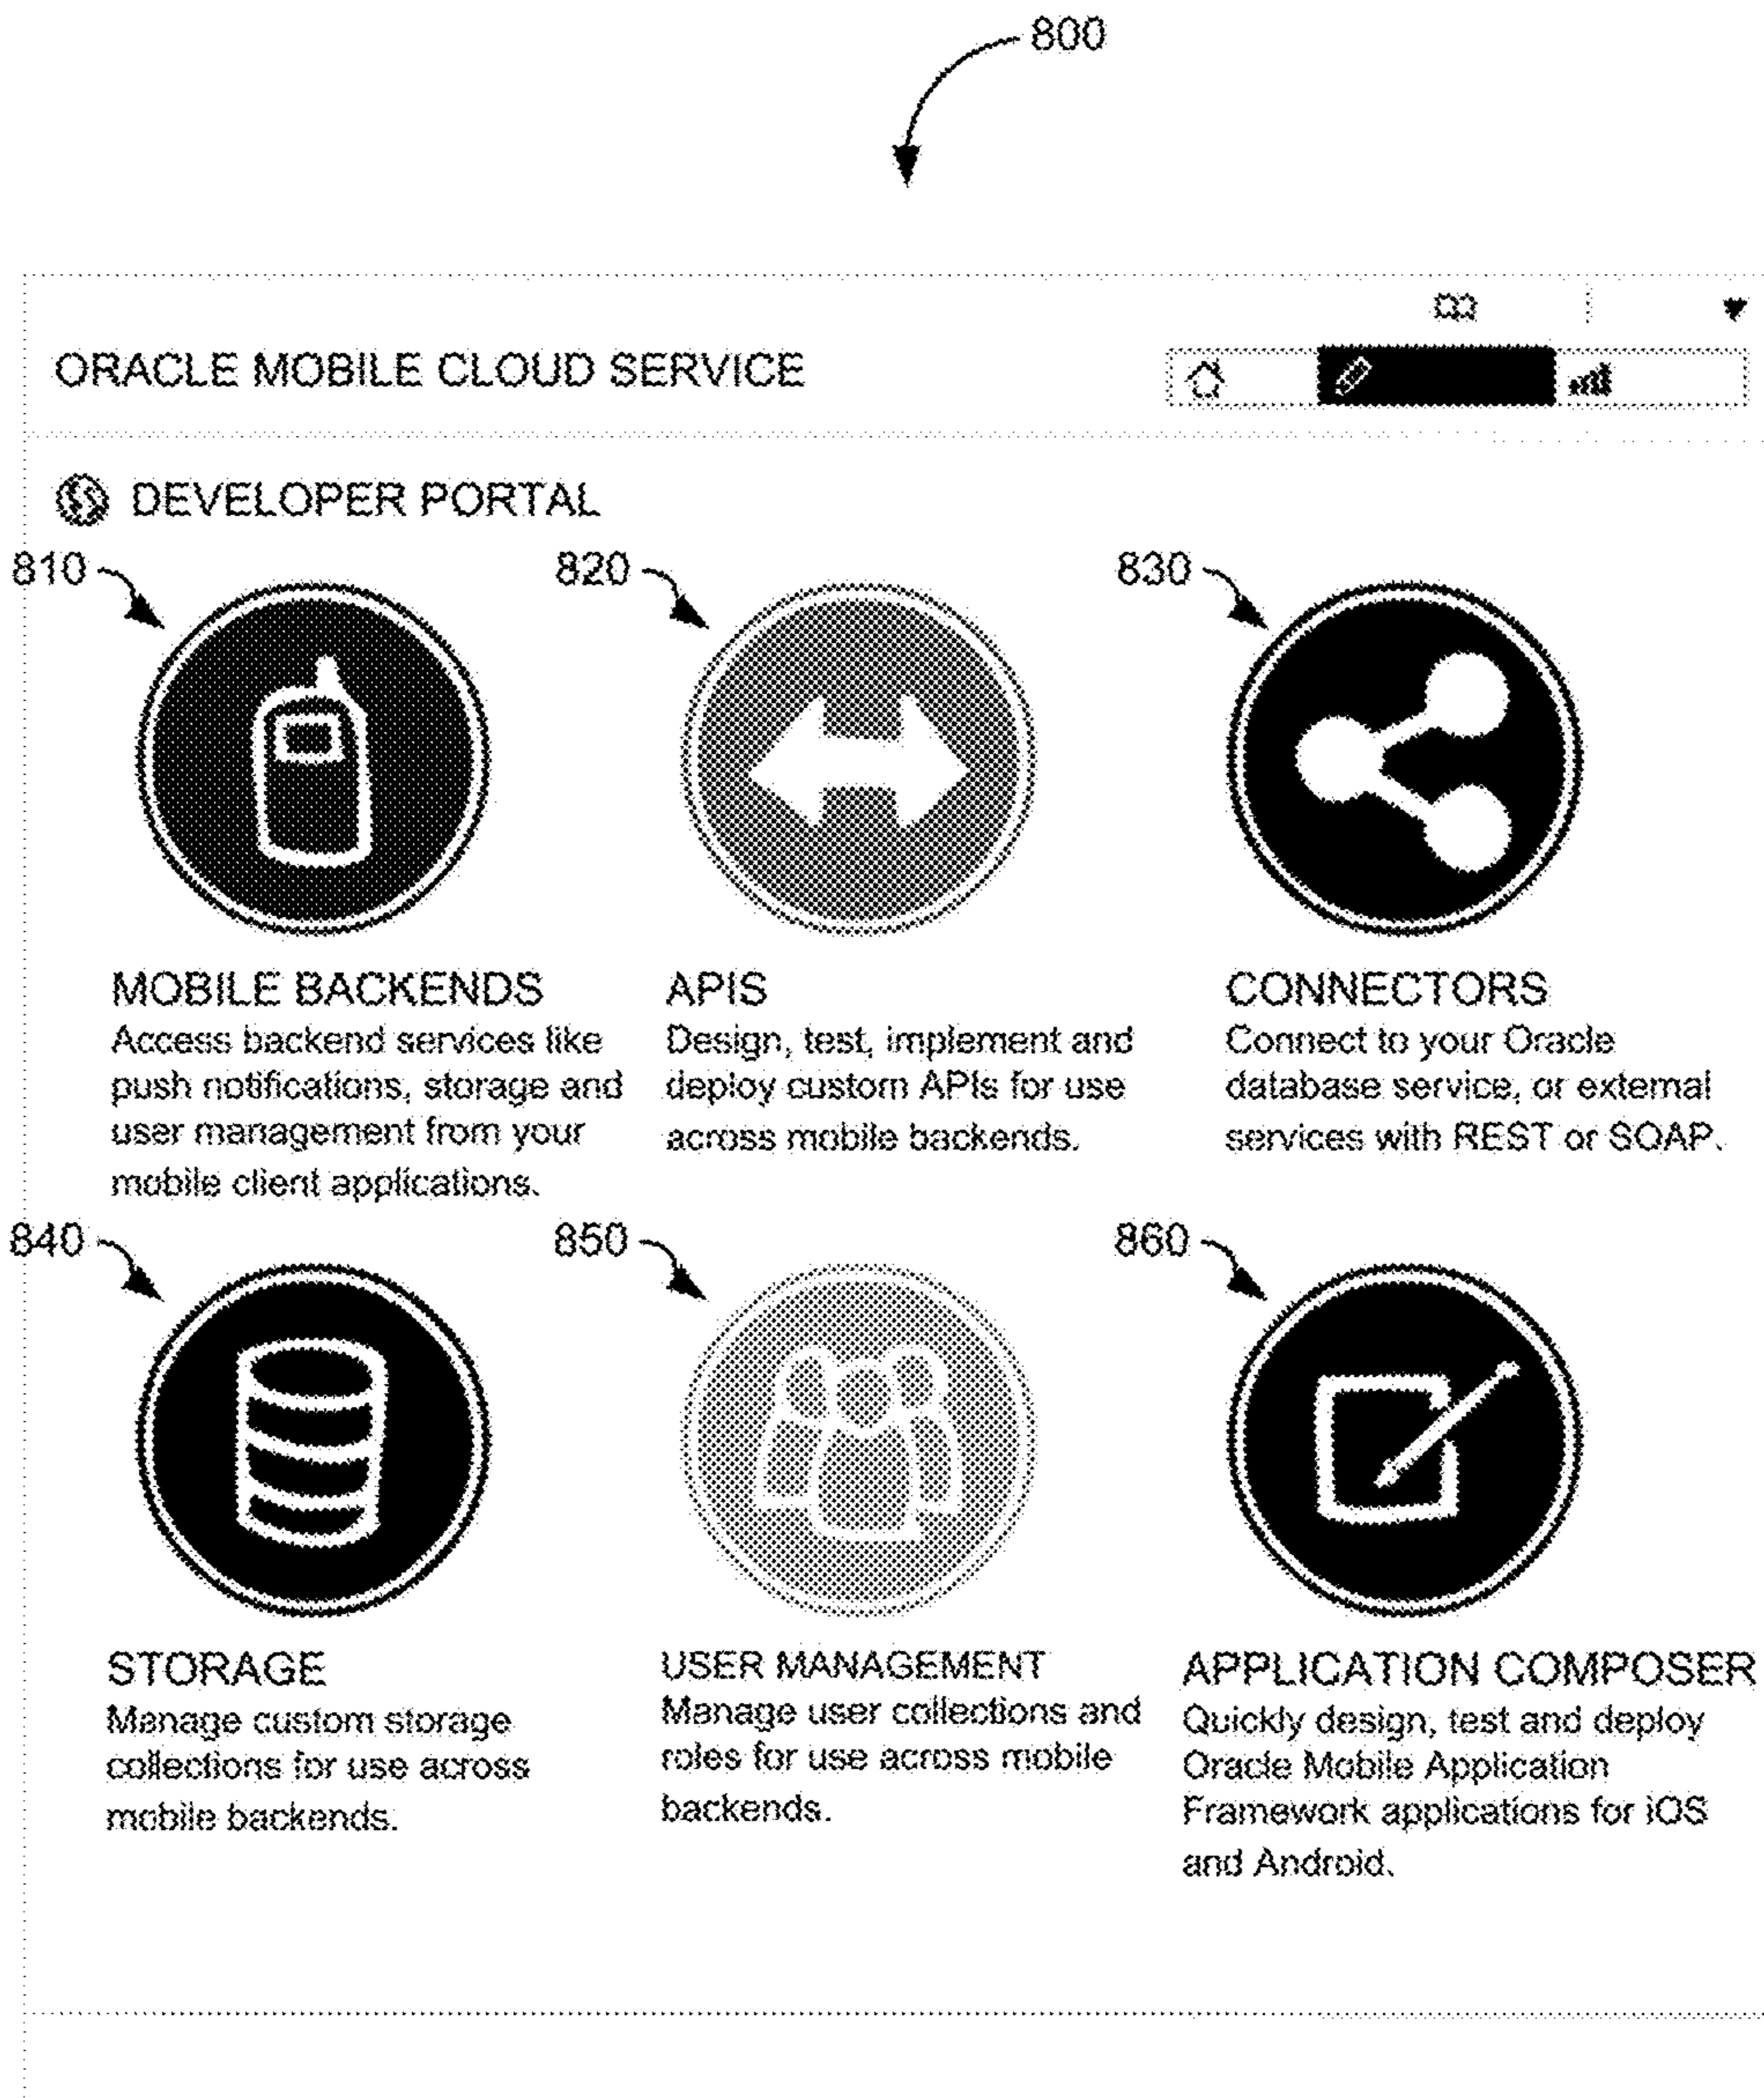 800
ORACLE MOBILE CLOUD SERVICE
DEVELOPER PORTAL
810
820
830
MOBILE BACKENDS
Access backend services like
push notifications, storage and
user management from your
mobile client applications.
APIS
Design, test, implement and
deploy custom APIs for use
across mobile backends.
CONNECTORS
Connect to your Oracle
database service, or external
services with REST or SOAP.
840
850
860
STORAGE
Manage custom storage
collections for use across
mobile backends.
USER MANAGEMENT
Manage user collections and
roles for use across mobile
backends.
APPLICATION COMPOSER
Quickly design, test and deploy
Oracle Mobile Application
Framework applications for iOS
and Android.